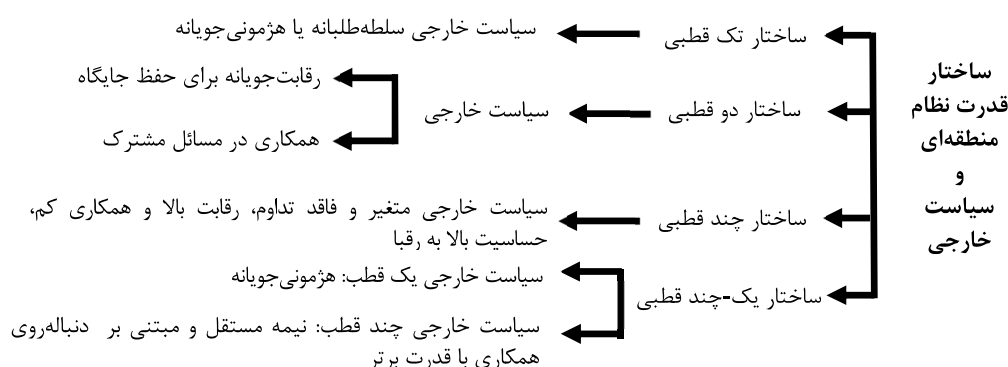 ساختار
قدرت نظام
منطقه‌ای
و
سیاست
خارجی
ساختار تک قطبی
سیاست خارجی سلطه‌طلبانه یا هژمونی‌جویانه
ساختار دو قطبی
سیاست خارجی
رقابت‌جویانه برای حفظ جایگاه
همکاری در مسائل مشترک
ساختار چند قطبی
سیاست خارجی متغیر و فاقد تداوم، رقابت بالا و همکاری کم،
حساسیت بالا به رقبا
ساختار یک-چند قطبی
سیاست خارجی یک قطب: هژمونی‌جویانه
سیاست خارجی چند قطب: نیمه مستقل و مبتنی بر دنباله‌روی
همکاری با قدرت برتر